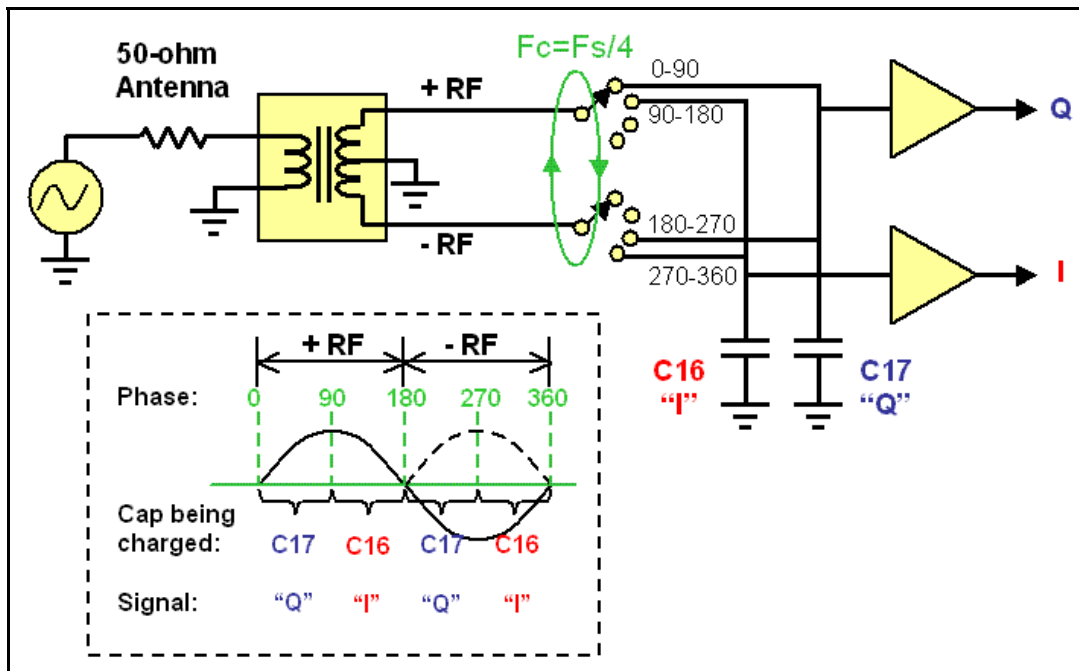 50-ohm
Antenna
Fc=Fs/4
+ RF
- RF
0-90
90-180
180-270
270-360
Q
I
C16
“I”
C17
“Q”
+ RF - RF
Phase: 0 90 180 270 360
Cap being
charged: C17 C16 C17 C16
Signal: “Q” “I” “Q” “I”